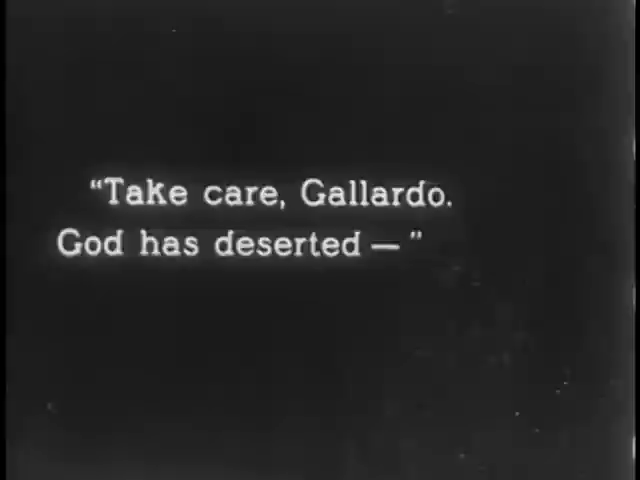 “Take care, Gallardo.
God has deserted — ”